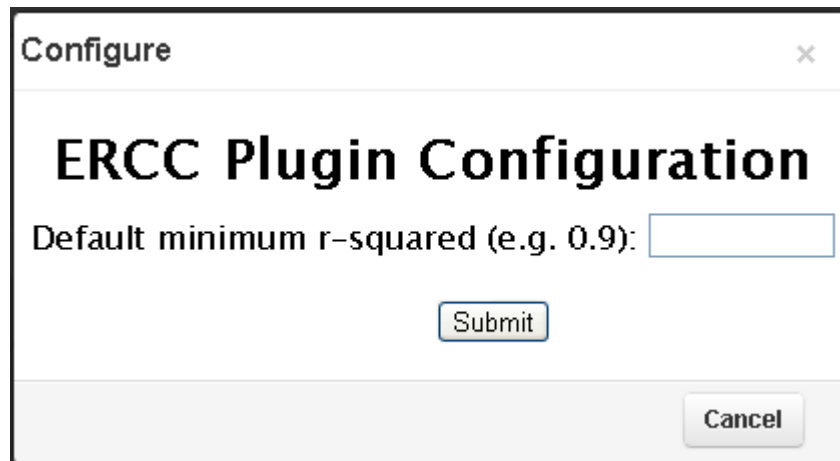 Configure ×
ERCC Plugin Configuration
Default minimum r-squared (e.g. 0.9):
Submit
Cancel